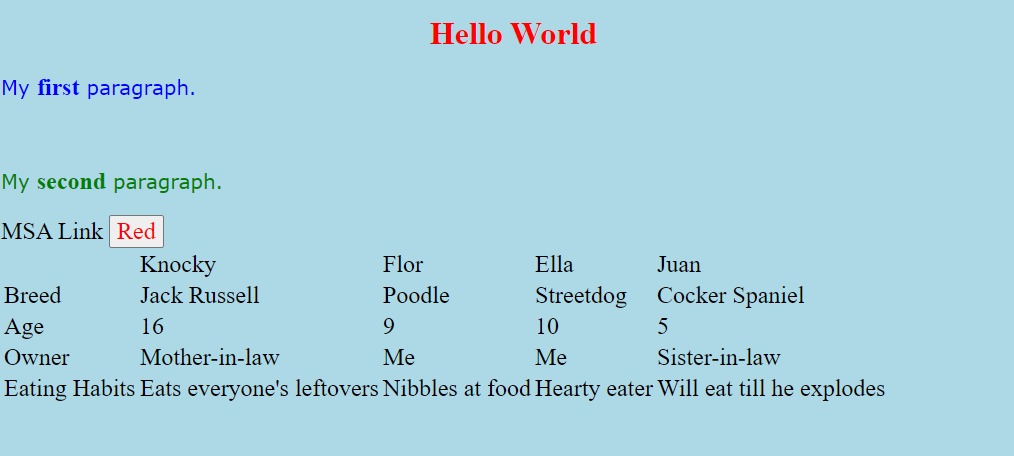 Hello World
My first paragraph.
My second paragraph.
MSA Link Red
Knocky Flor Ella Juan
Breed Jack Russell Poodle Streetdog Cocker Spaniel
Age 16 9 10 5
Owner Mother-in-law Me Me Sister-in-law
Eating Habits Eats everyone's leftovers Nibbles at food Hearty eater Will eat till he explodes